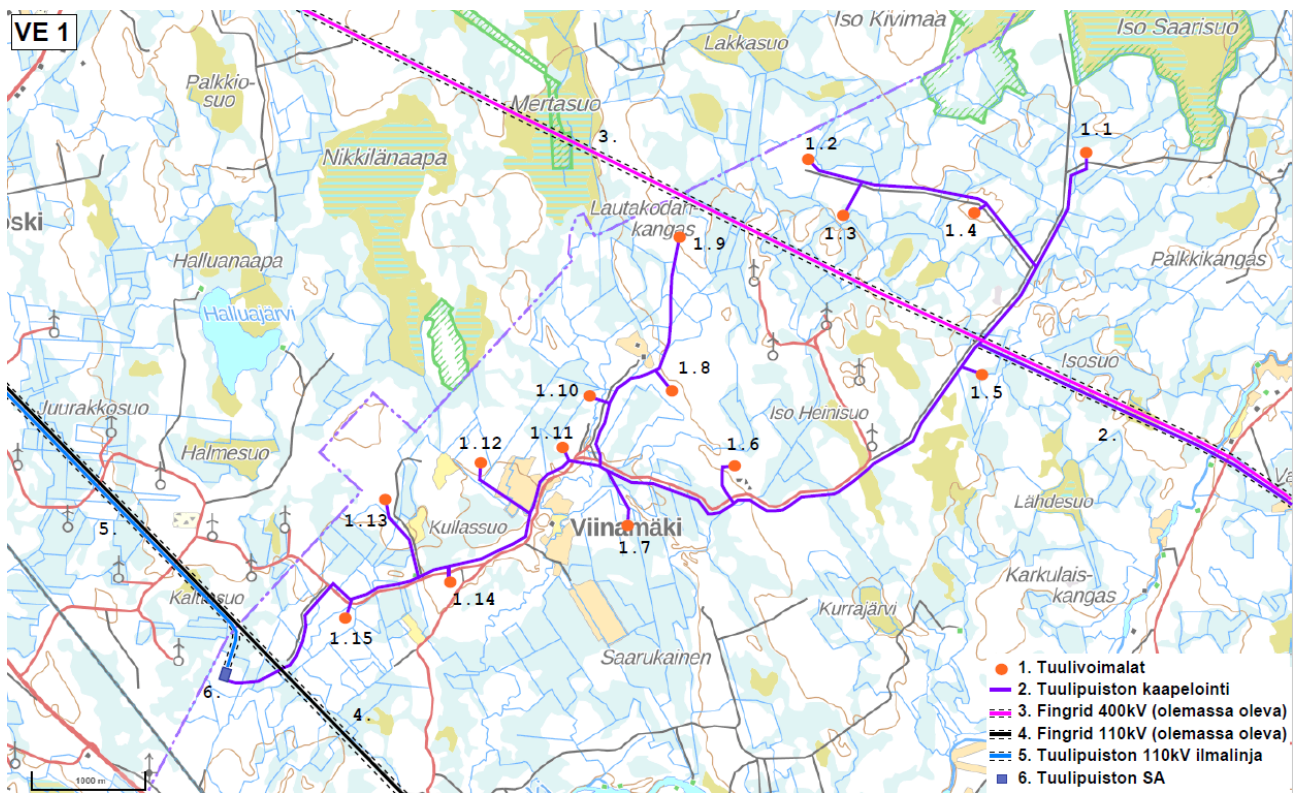 VE 1
Iso Kivimaa
Iso Saarisuo
Lakkasuo
Palkkio-
suo
Mertasuo
3.
1.1
1.2
Nikkilänaapa
Lautakodan
kangas
1.3
1.4
oski
1.9
Halluanaapa
Palkkikangas
Halluajärvi
Isosuo
1.8
1.5
1.10
Juurakkosuo
Iso Heinisuo
2.
1.11
1.12
Halmesuo
1.6
Va
1.13
Lähdesuo
Kuilassuo
Viinamäki
5.
1.7
Karkulais-
kangas
Kaltiosuo
1.14
Kurrajärvi
1.15
Saarukainen
6.
4.
1000 m
1. Tuulivoimalat
2. Tuulipuiston kaapelointi
3. Fingrid 400kV (olemassa oleva)
4. Fingrid 110kV (olemassa oleva)
5. Tuulipuiston 110kV ilmalinja
6. Tuulipuiston SA